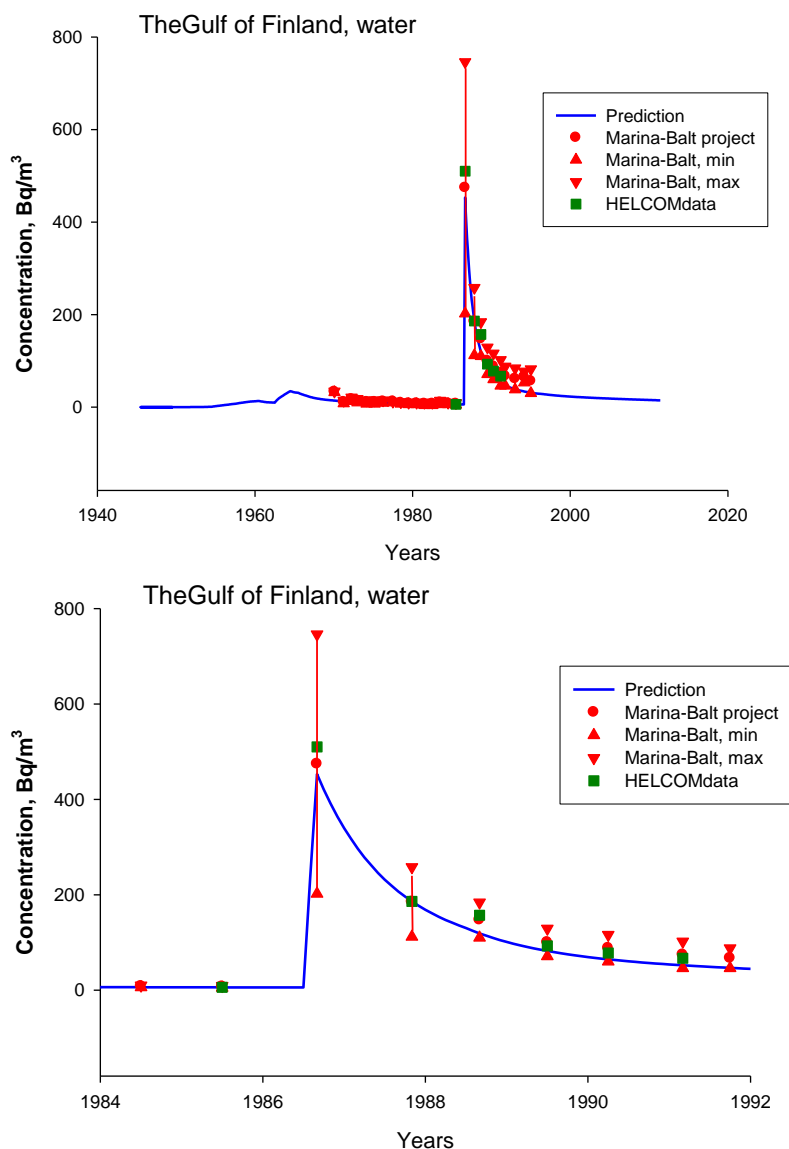 TheGulf of Finland, water
800
600
400
200
0
Concentration, Bq/m³
Prediction
Marina-Balt project
Marina-Balt, min
Marina-Balt, max
HELCOMdata
1940 1960 1980 2000 2020
Years
TheGulf of Finland, water
800
600
400
200
0
Concentration, Bq/m³
Prediction
Marina-Balt project
Marina-Balt, min
Marina-Balt, max
HELCOMdata
1984 1986 1988 1990 1992
Years